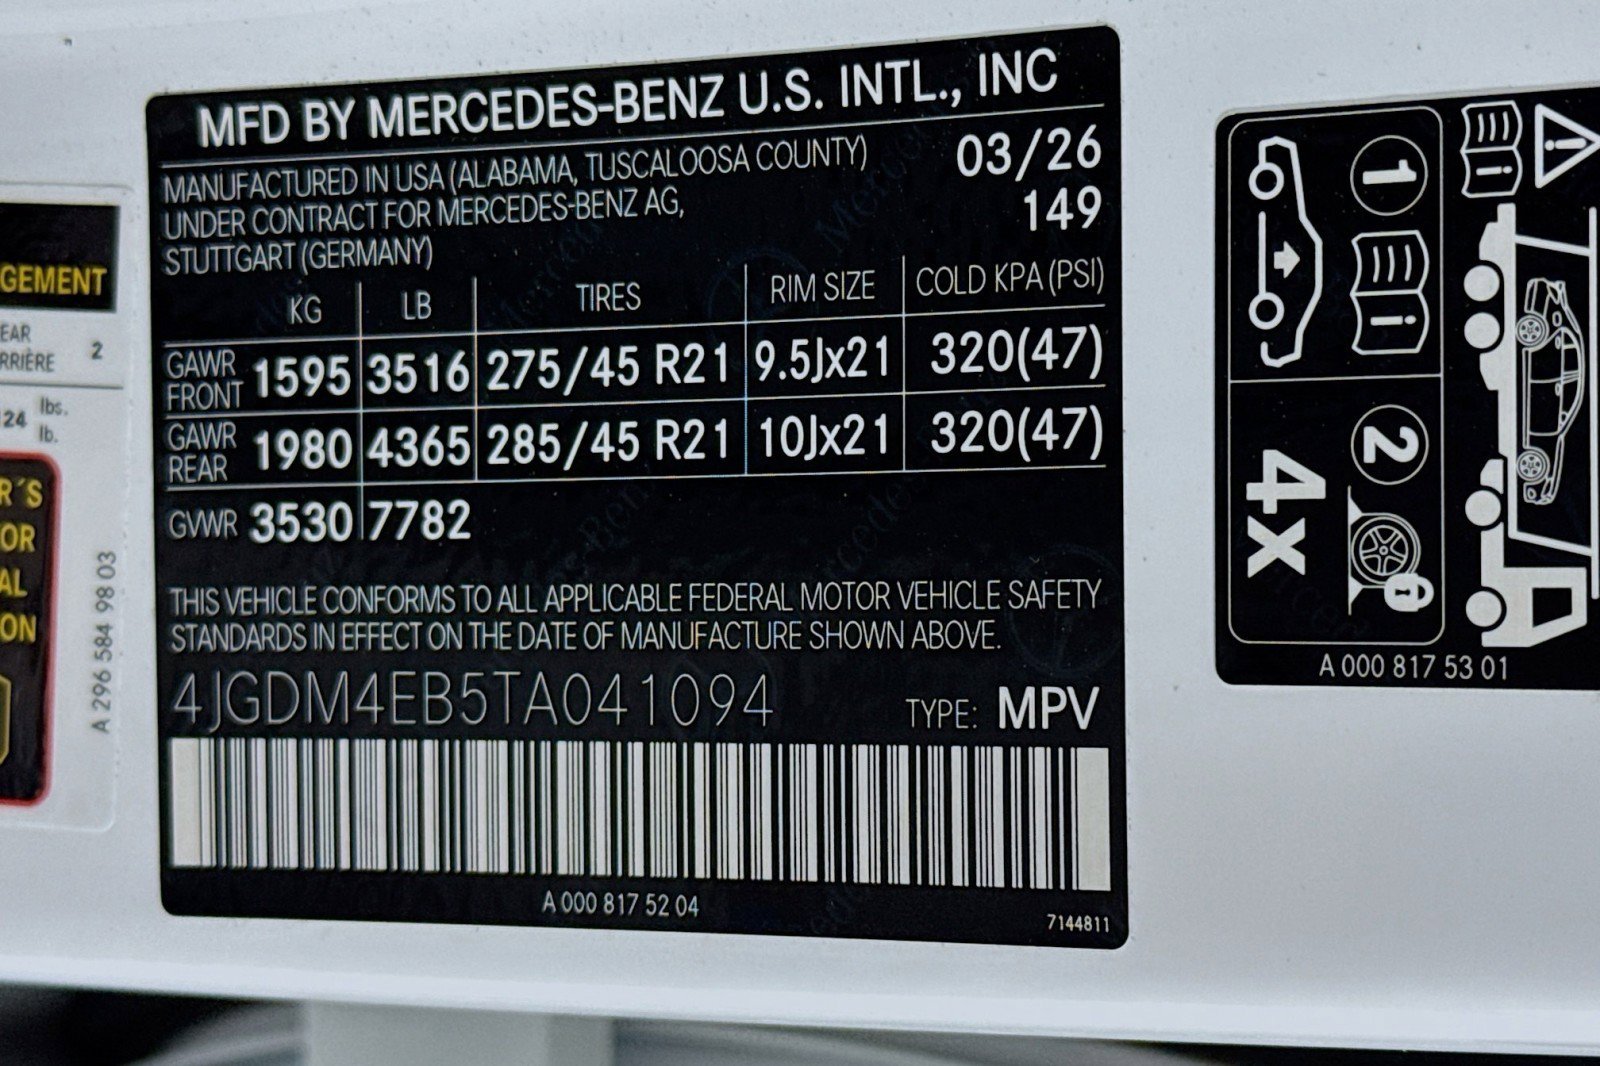 GEMENT
EAR
RRIÈRE
2
124
lbs.
lb.
R´S
OR
AL
ON
A 296 584 98 03
MFD BY MERCEDES-BENZ U.S. INTL., INC
MANUFACTURED IN USA (ALABAMA, TUSCALOOSA COUNTY)
UNDER CONTRACT FOR MERCEDES-BENZ AG,
STUTTGART (GERMANY)
03/26
149
KG LB TIRES RIM SIZE COLD KPA (PSI)
GAWR FRONT 1595 3516 275/45 R21 9.5Jx21 320(47)
GAWR REAR 1980 4365 285/45 R21 10Jx21 320(47)
GVWR 3530 7782
THIS VEHICLE CONFORMS TO ALL APPLICABLE FEDERAL MOTOR VEHICLE SAFETY
STANDARDS IN EFFECT ON THE DATE OF MANUFACTURE SHOWN ABOVE.
4JGDM4EB5TA041094 TYPE: MPV
A 000 817 52 04
7144811
1
2
4x
A 000 817 53 01